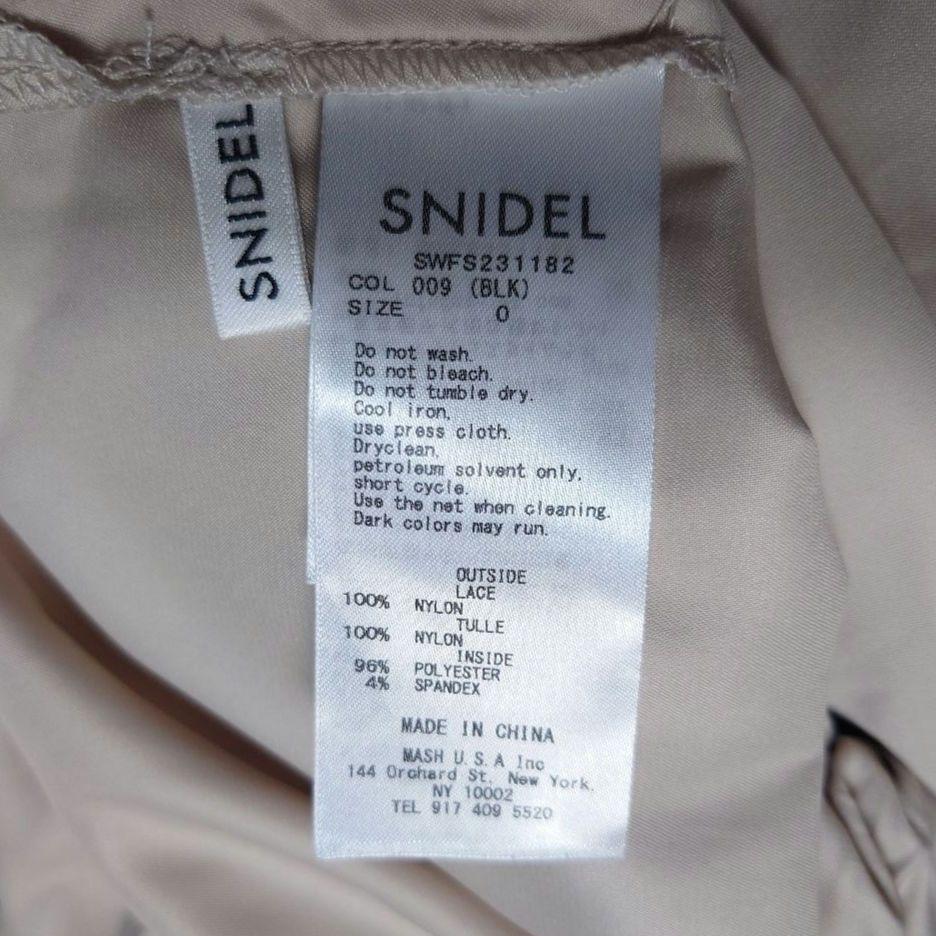 SNIDEL
SNIDEL
SWFS231182
COL 009 (BLK)
SIZE 0
Do not wash.
Do not bleach.
Do not tumble dry.
Cool iron,
use press cloth.
Dryclean,
petroleum solvent only,
short cycle.
Use the net when cleaning.
Dark colors may run.
OUTSIDE
LACE
100% NYLON
TULLE
100% NYLON
INSIDE
96% POLYESTER
4% SPANDEX
MADE IN CHINA
MASH U.S.A Inc
144 Orchard St. New York.
NY 10002
TEL 917 409 5520